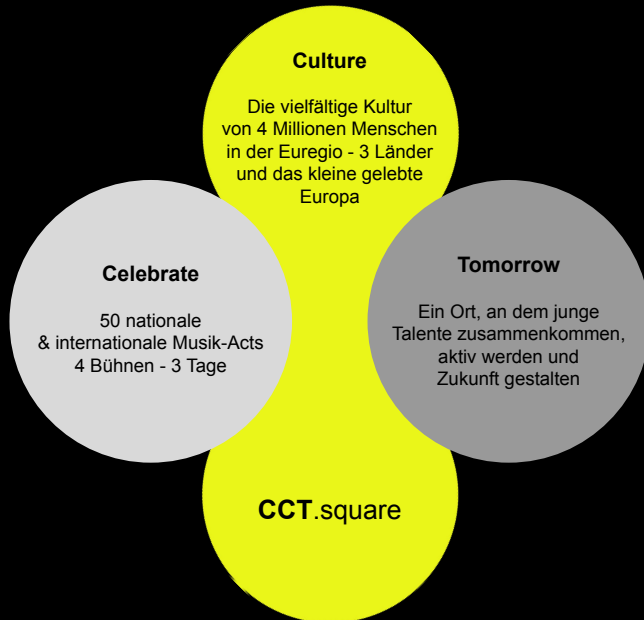 Culture
Die vielfältige Kultur
von 4 Millionen Menschen
in der Euregio - 3 Länder
und das kleine gelebte
Europa
Celebrate
50 nationale
& internationale Musik-Acts
4 Bühnen - 3 Tage
Tomorrow
Ein Ort, an dem junge
Talente zusammenkommen,
aktiv werden und
Zukunft gestalten
CCT.square